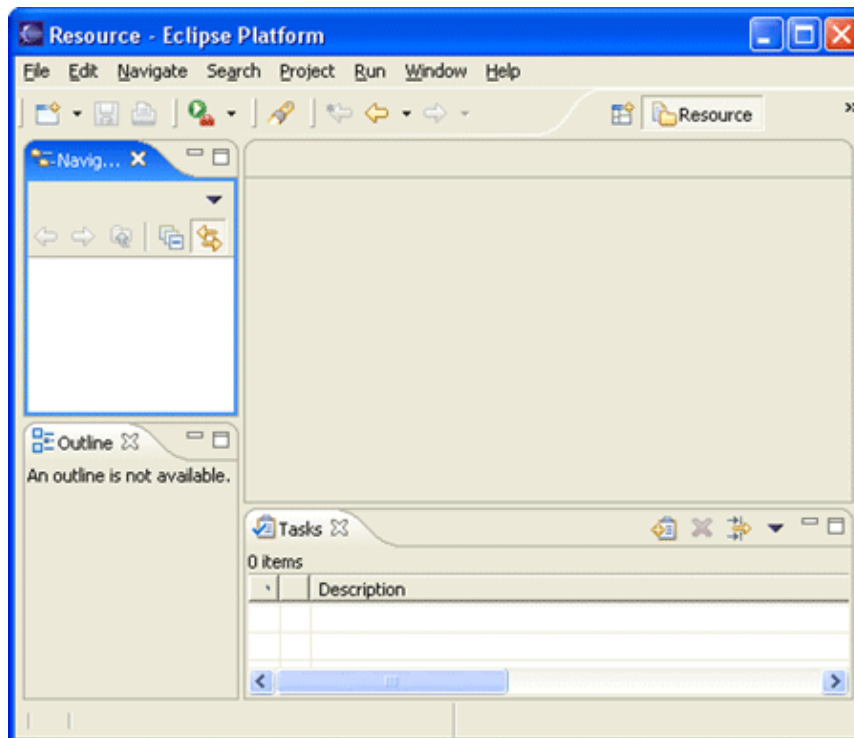 Resource - Eclipse Platform
File Edit Navigate Search Project Run Window Help
Resource
Navig...
Outline
An outline is not available.
Tasks
0 items
Description